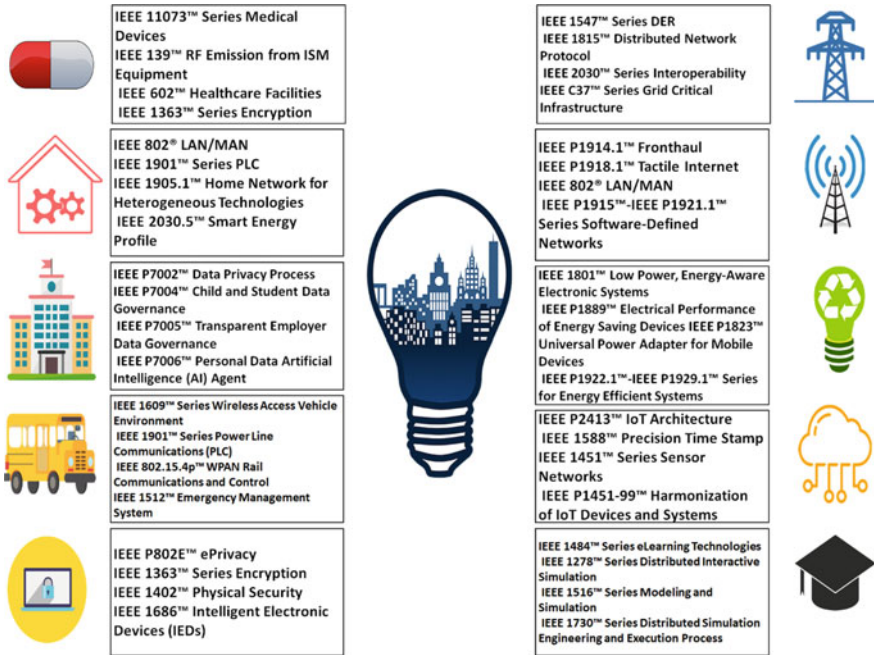 IEEE 11073™ Series Medical
Devices
IEEE 139™ RF Emission from ISM
Equipment
IEEE 602™ Healthcare Facilities
IEEE 1363™ Series Encryption
IEEE 802® LAN/MAN
IEEE 1901™ Series PLC
IEEE 1905.1™ Home Network for
Heterogeneous Technologies
IEEE 2030.5™ Smart Energy
Profile
IEEE P7002™ Data Privacy Process
IEEE P7004™ Child and Student Data
Governance
IEEE P7005™ Transparent Employer
Data Governance
IEEE P7006™ Personal Data Artificial
Intelligence (AI) Agent
IEEE 1609™ Series Wireless Access Vehicle
Environment
IEEE 1901™ Series Power Line
Communications (PLC)
IEEE 802.15.4p™ WPAN Rail
Communications and Control
IEEE 1512™ Emergency Management
System
IEEE P802E™ ePrivacy
IEEE 1363™ Series Encryption
IEEE 1402™ Physical Security
IEEE 1686™ Intelligent Electronic
Devices (IEDs)
IEEE 1547™ Series DER
IEEE 1815™ Distributed Network
Protocol
IEEE 2030™ Series Interoperability
IEEE C37™ Series Grid Critical
Infrastructure
IEEE P1914.1™ Fronthaul
IEEE P1918.1™ Tactile Internet
IEEE 802® LAN/MAN
IEEE P1915™-IEEE P1921.1™
Series Software-Defined
Networks
IEEE 1801™ Low Power, Energy-Aware
Electronic Systems
IEEE P1889™ Electrical Performance
of Energy Saving Devices IEEE P1823™
Universal Power Adapter for Mobile
Devices
IEEE P1922.1™-IEEE P1929.1™ Series
for Energy Efficient Systems
IEEE P2413™ IoT Architecture
IEEE 1588™ Precision Time Stamp
IEEE 1451™ Series Sensor
Networks
IEEE P1451-99™ Harmonization
of IoT Devices and Systems
IEEE 1484™ Series eLearning Technologies
IEEE 1278™ Series Distributed Interactive
Simulation
IEEE 1516™ Series Modeling and
Simulation
IEEE 1730™ Series Distributed Simulation
Engineering and Execution Process